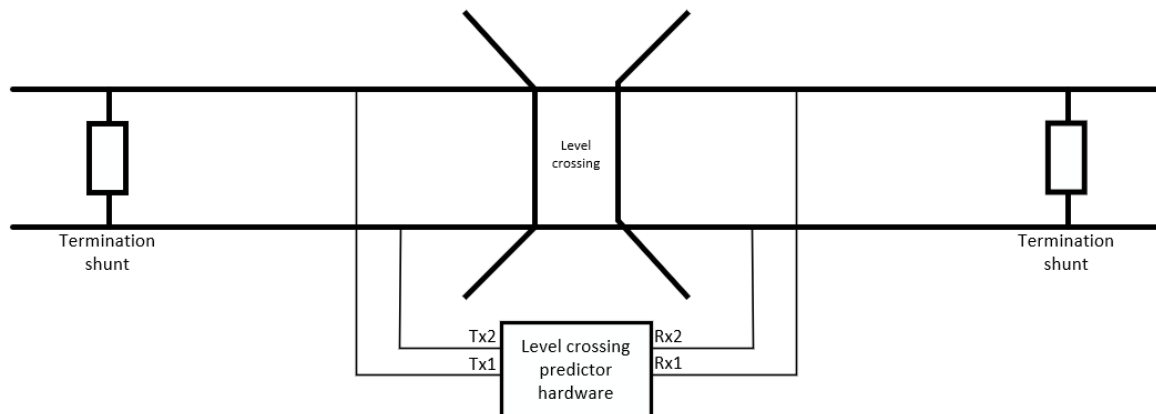 Level
crossing
Termination
shunt
Termination
shunt
Tx2
Tx1
Level crossing
predictor
hardware
Rx2
Rx1